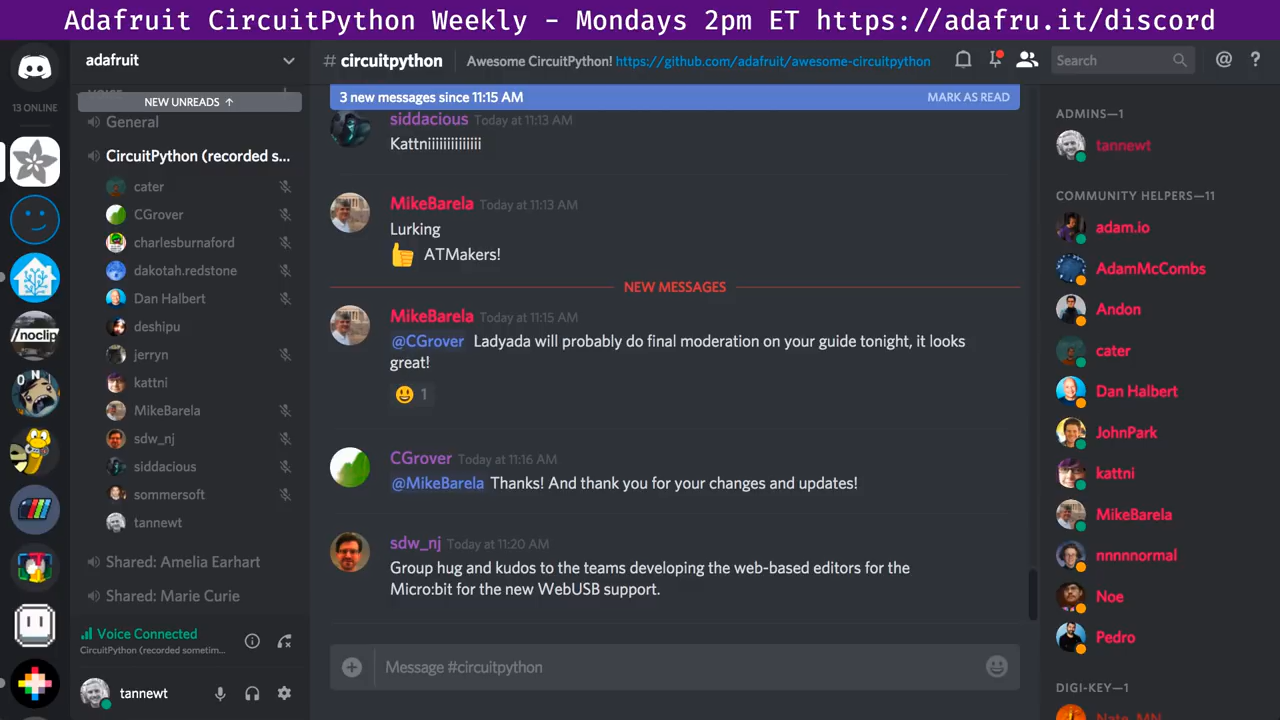 Adafruit CircuitPython Weekly - Mondays 2pm ET https://adafru.it/discord
13 ONLINE
/noclip
adafruit
NEW UNREADS ↑
General
CircuitPython (recorded s...
cater
CGrover
charlesburnaford
dakotah.redstone
Dan Halbert
deshipu
jerryn
kattni
MikeBarela
sdw_nj
siddacious
sommersoft
tannewt
Shared: Amelia Earhart
Shared: Marie Curie
Voice Connected
CircuitPython (recorded sometim...
tannewt
# circuitpython
Awesome CircuitPython! https://github.com/adafruit/awesome-circuitpython
Search
@ ?
3 new messages since 11:15 AM
MARK AS READ
siddacious Today at 11:13 AM
Kattniiiiiiiiiiiiii
MikeBarela Today at 11:13 AM
Lurking
ATMakers!
NEW MESSAGES
MikeBarela Today at 11:15 AM
@CGrover Ladyada will probably do final moderation on your guide tonight, it looks
great!
1
CGrover Today at 11:16 AM
@MikeBarela Thanks! And thank you for your changes and updates!
sdw_nj Today at 11:20 AM
Group hug and kudos to the teams developing the web-based editors for the
Micro:bit for the new WebUSB support.
Message #circuitpython
ADMINS—1
tannewt
COMMUNITY HELPERS—11
adam.io
AdamMcCombs
Andon
cater
Dan Halbert
JohnPark
kattni
MikeBarela
nnnnnormal
Noe
Pedro
DIGI-KEY—1